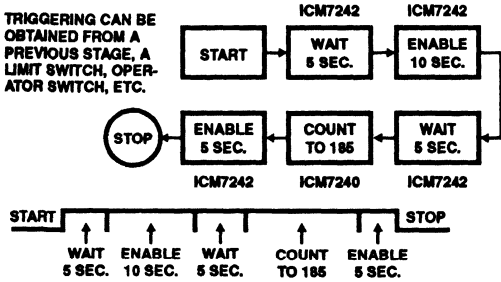 TRIGGERING CAN BE
OBTAINED FROM A
PREVIOUS STAGE, A
LIMIT SWITCH, OPER-
ATOR SWITCH, ETC.
ICM7242
ICM7242
START
WAIT
5 SEC.
ENABLE
10 SEC.
STOP
ENABLE
5 SEC.
COUNT
TO 185
WAIT
5 SEC.
ICM7242
ICM7240
ICM7242
START
STOP
WAIT
5 SEC.
ENABLE
10 SEC.
WAIT
5 SEC.
COUNT
TO 185
ENABLE
5 SEC.